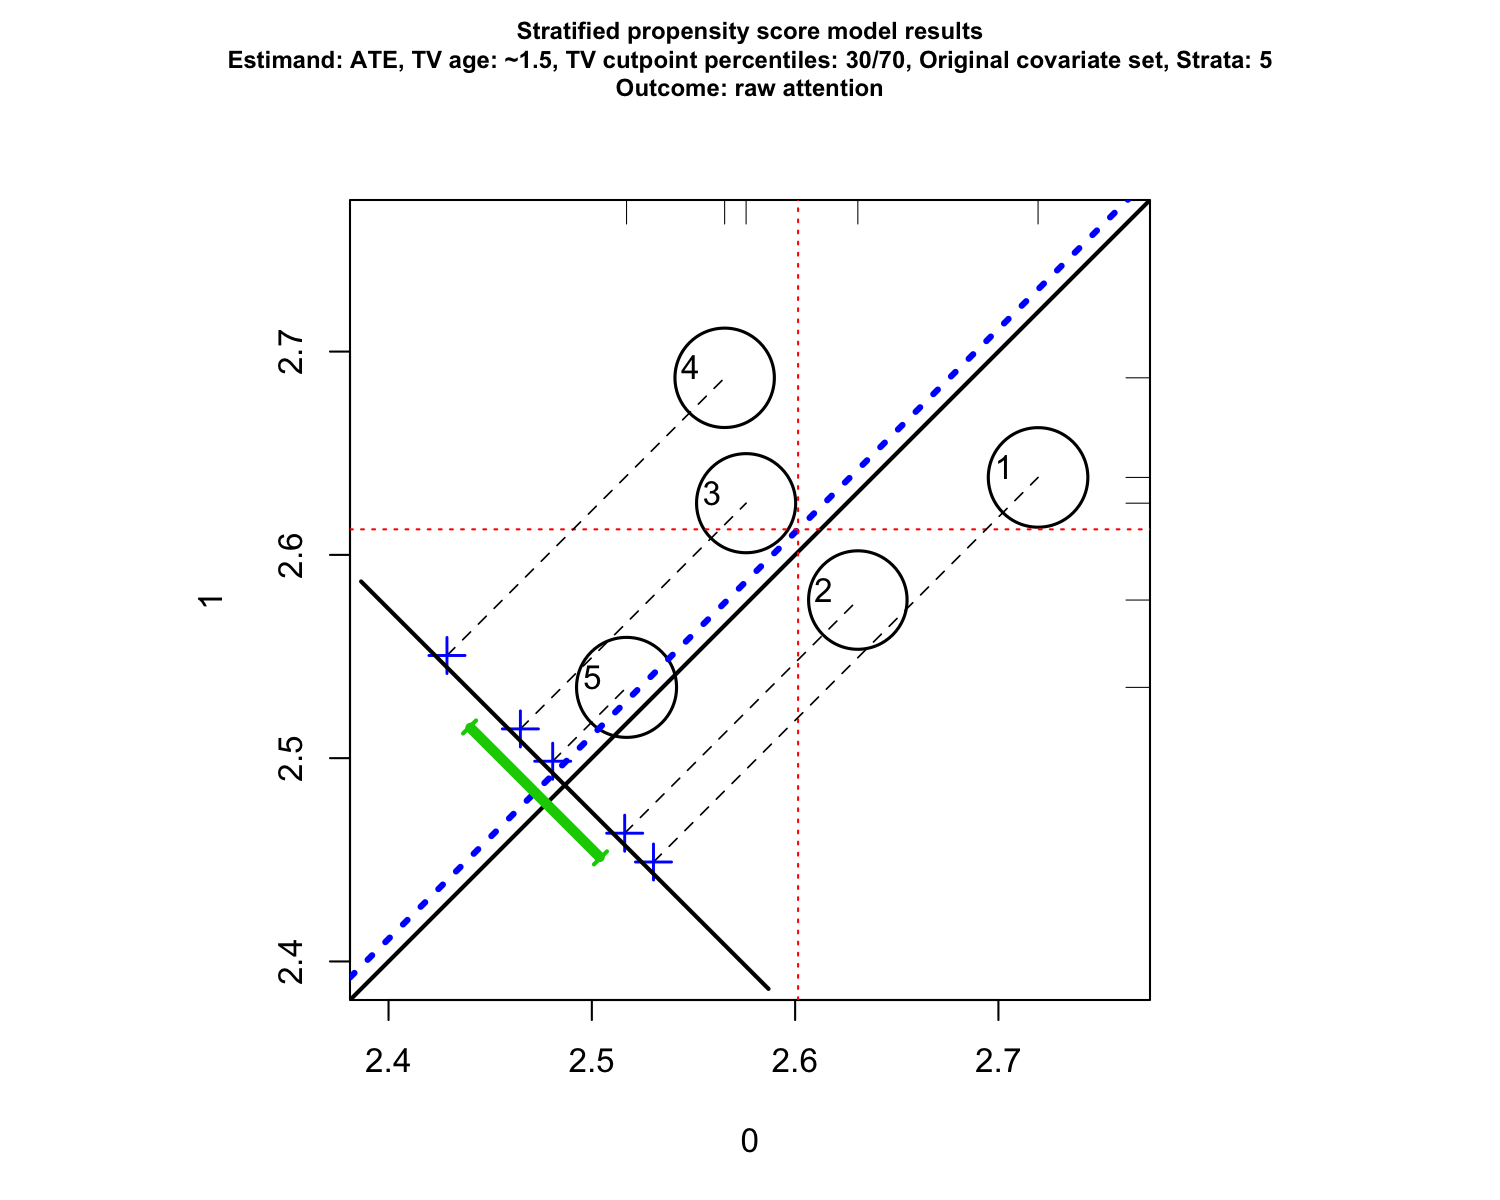 Stratified propensity score model results
Estimand: ATE, TV age: ~1.5, TV cutpoint percentiles: 30/70, Original covariate set, Strata: 5
Outcome: raw attention
4
2.7
3
1
2.6
2
1
5
2.5
2.4
2.4 2.5 2.6 2.7
0